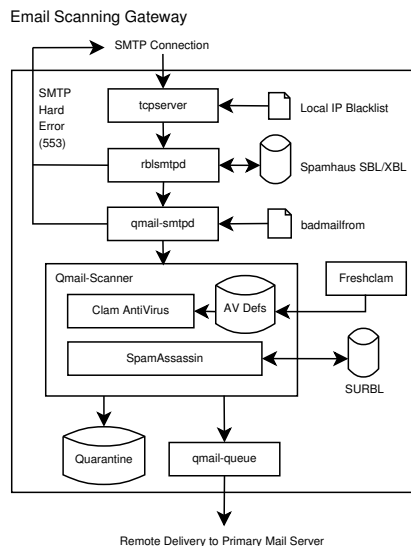 Email Scanning Gateway
SMTP Connection
SMTP
Hard
Error
(553)
tcpserver
Local IP Blacklist
rblsmtpd
Spamhaus SBL/XBL
qmail-smtpd
badmailfrom
Qmail-Scanner
Freshclam
Clam AntiVirus
AV Defs
SpamAssassin
SURBL
Quarantine
qmail-queue
Remote Delivery to Primary Mail Server